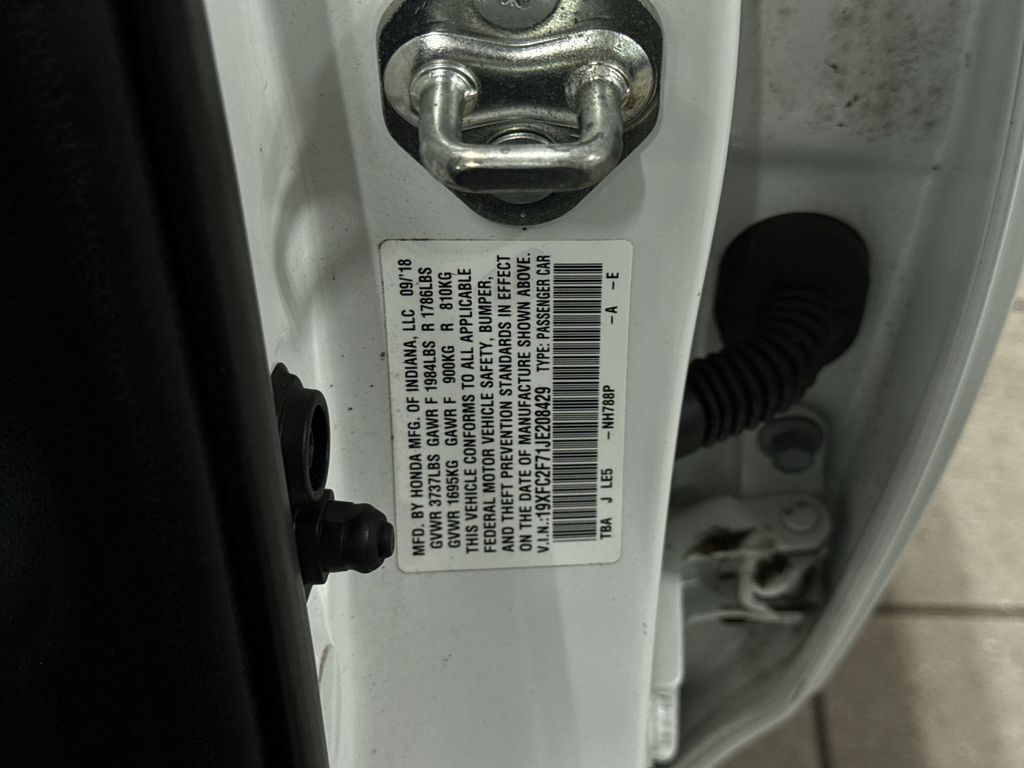 MFD. BY HONDA MFG. OF INDIANA, LLC 09/'18
GVWR 3737LBS GAWR F 1984LBS R 1786LBS
GVWR 1695KG GAWR F 900KG R 810KG
THIS VEHICLE CONFORMS TO ALL APPLICABLE
FEDERAL MOTOR VEHICLE SAFETY, BUMPER,
AND THEFT PREVENTION STANDARDS IN EFFECT
ON THE DATE OF MANUFACTURE SHOWN ABOVE.
V.I.N.:19XFC2F71JE208429 TYPE: PASSENGER CAR
TBA J LE5 -NH788P -A -E